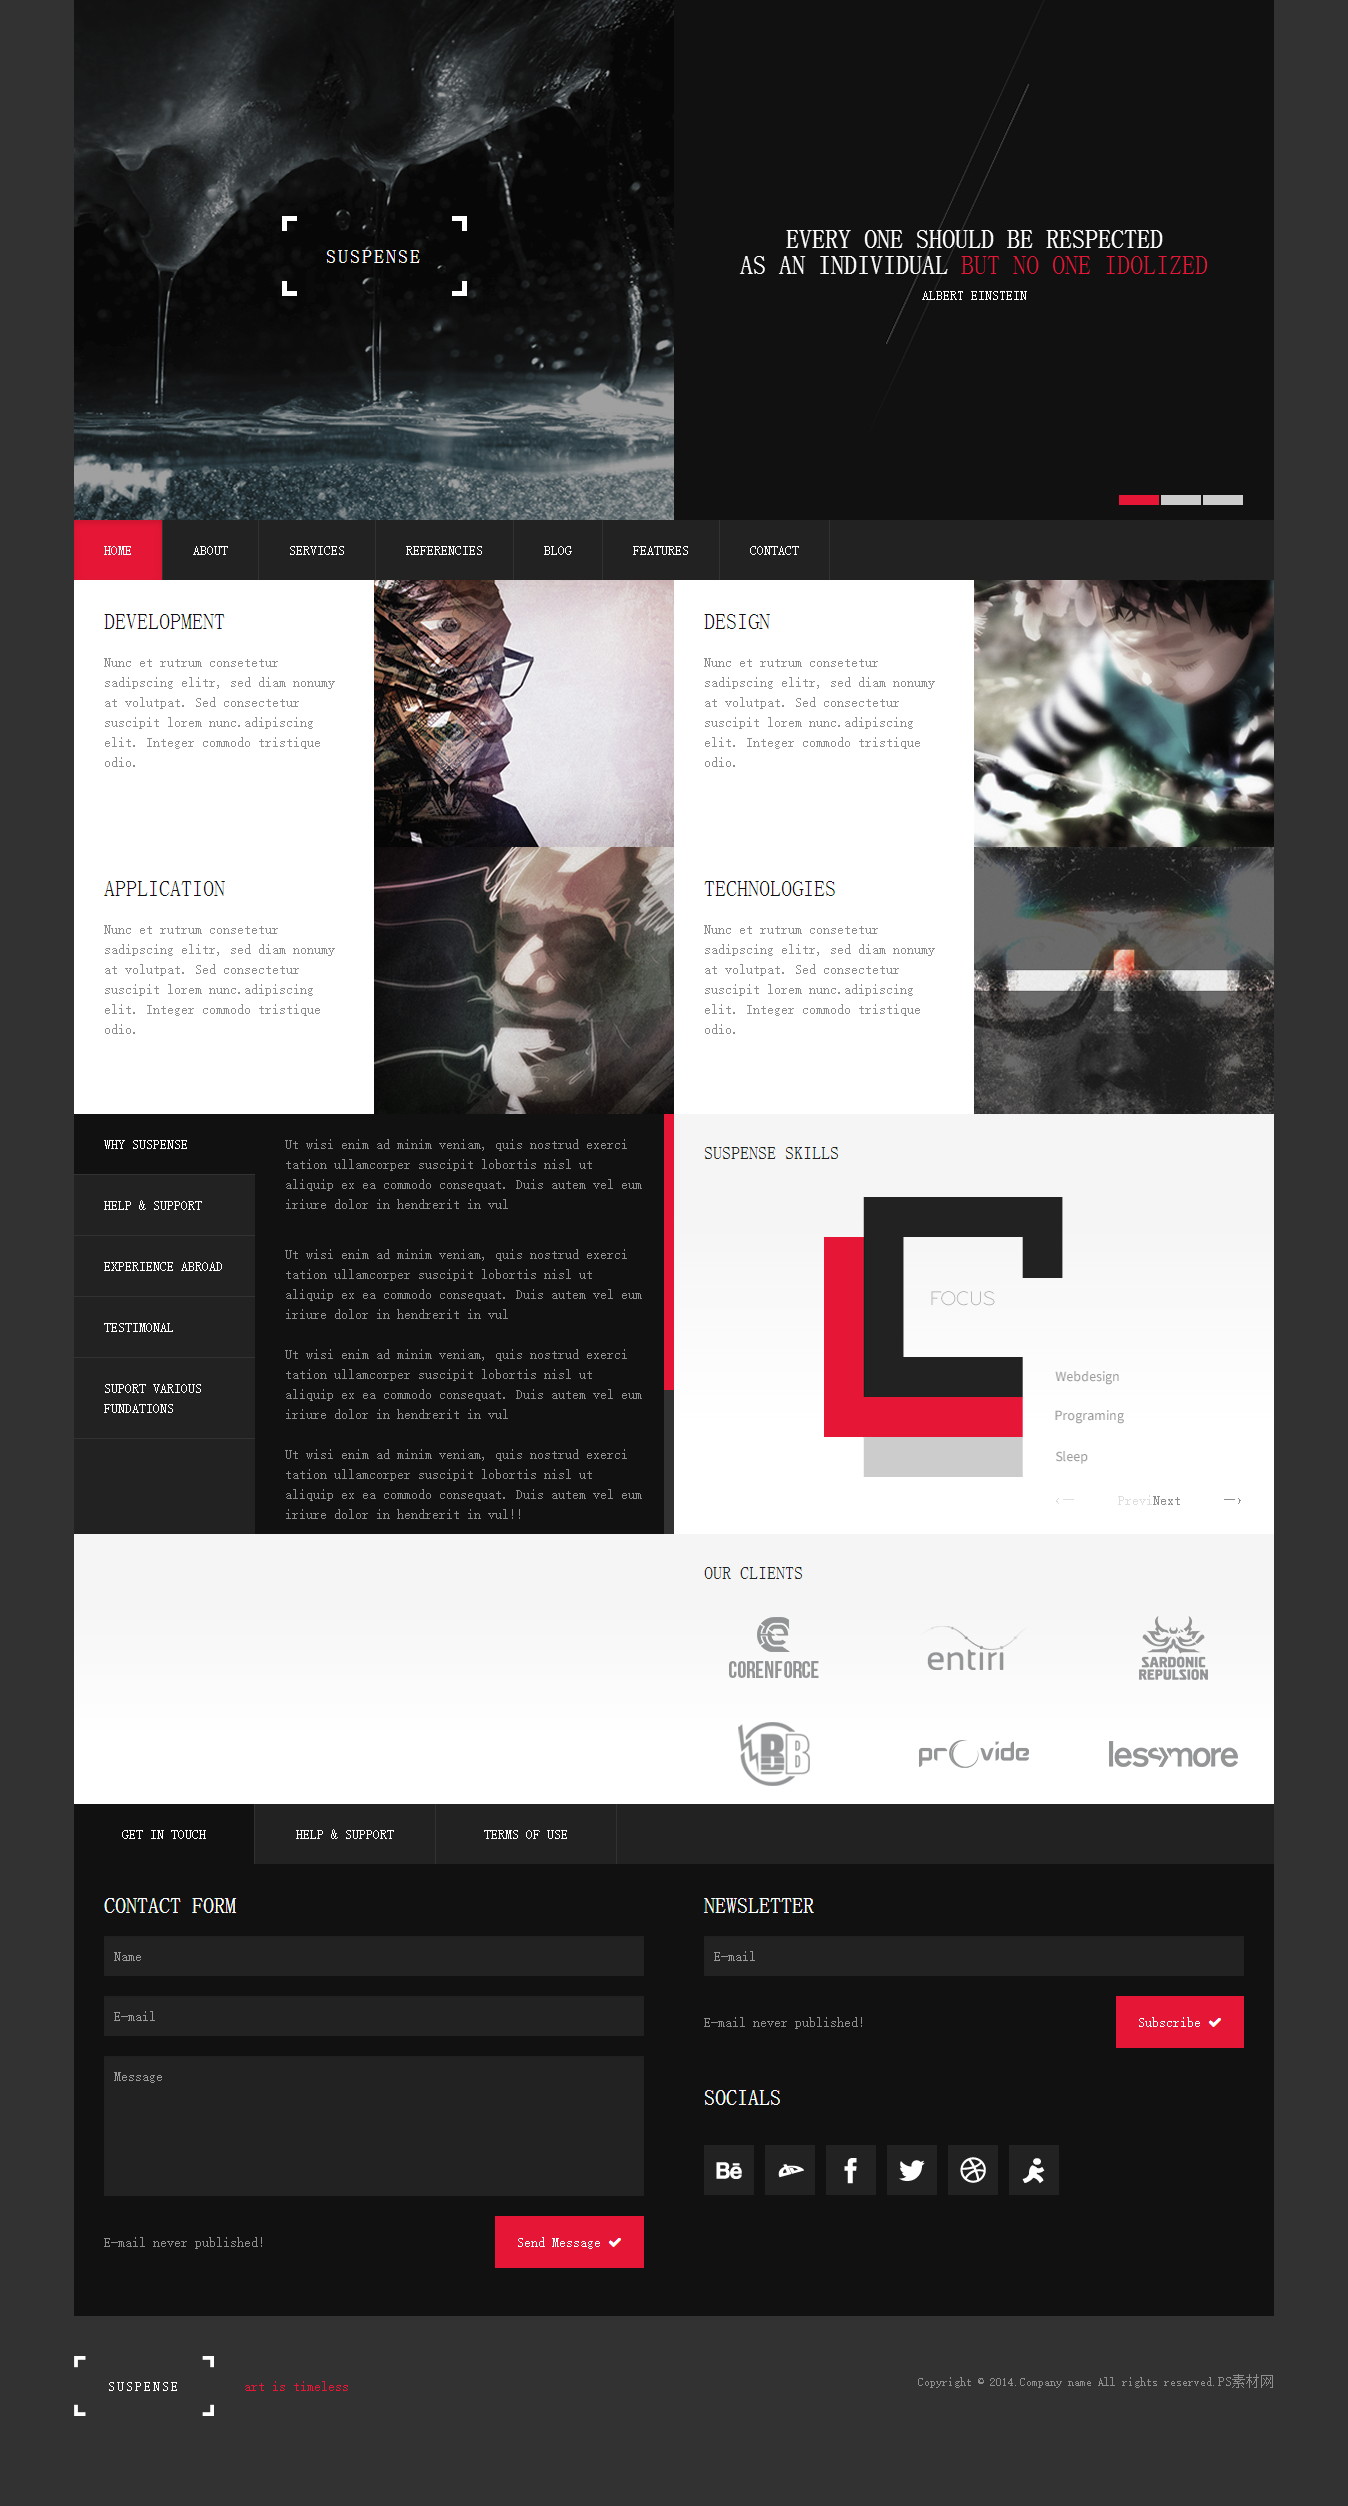 SUSPENSE
EVERY ONE SHOULD BE RESPECTED
AS AN INDIVIDUAL BUT NO ONE IDOLIZED
ALBERT EINSTEIN
HOME
ABOUT
SERVICES
REFERENCIES
BLOG
FEATURES
CONTACT
DEVELOPMENT
Nunc et rutrum consetetur
sadipscing elitr, sed diam nonumy
at volutpat. Sed consectetur
suscipit lorem nunc.adipiscing
elit. Integer commodo tristique
odio.
DESIGN
Nunc et rutrum consetetur
sadipscing elitr, sed diam nonumy
at volutpat. Sed consectetur
suscipit lorem nunc.adipiscing
elit. Integer commodo tristique
odio.
APPLICATION
Nunc et rutrum consetetur
sadipscing elitr, sed diam nonumy
at volutpat. Sed consectetur
suscipit lorem nunc.adipiscing
elit. Integer commodo tristique
odio.
TECHNOLOGIES
Nunc et rutrum consetetur
sadipscing elitr, sed diam nonumy
at volutpat. Sed consectetur
suscipit lorem nunc.adipiscing
elit. Integer commodo tristique
odio.
WHY SUSPENSE
HELP & SUPPORT
EXPERIENCE ABROAD
TESTIMONAL
SUPORT VARIOUS
FUNDATIONS
Ut wisi enim ad minim veniam, quis nostrud exerci
tation ullamcorper suscipit lobortis nisl ut
aliquip ex ea commodo consequat. Duis autem vel eum
iriure dolor in hendrerit in vul
Ut wisi enim ad minim veniam, quis nostrud exerci
tation ullamcorper suscipit lobortis nisl ut
aliquip ex ea commodo consequat. Duis autem vel eum
iriure dolor in hendrerit in vul
Ut wisi enim ad minim veniam, quis nostrud exerci
tation ullamcorper suscipit lobortis nisl ut
aliquip ex ea commodo consequat. Duis autem vel eum
iriure dolor in hendrerit in vul
Ut wisi enim ad minim veniam, quis nostrud exerci
tation ullamcorper suscipit lobortis nisl ut
aliquip ex ea commodo consequat. Duis autem vel eum
iriure dolor in hendrerit in vul!!
SUSPENSE SKILLS
FOCUS
Webdesign
Programing
Sleep
Previ Next
OUR CLIENTS
CORENFORCE
entiri
SARDONIC
REPULSION
BB
provide
lessymore
GET IN TOUCH
HELP & SUPPORT
TERMS OF USE
CONTACT FORM
Name
E-mail
Message
E-mail never published!
Send Message
NEWSLETTER
E-mail
E-mail never published!
Subscribe
SOCIALS
Bē
SUSPENSE
art is timeless
Copyright © 2014.Company name All rights reserved.PS素材网